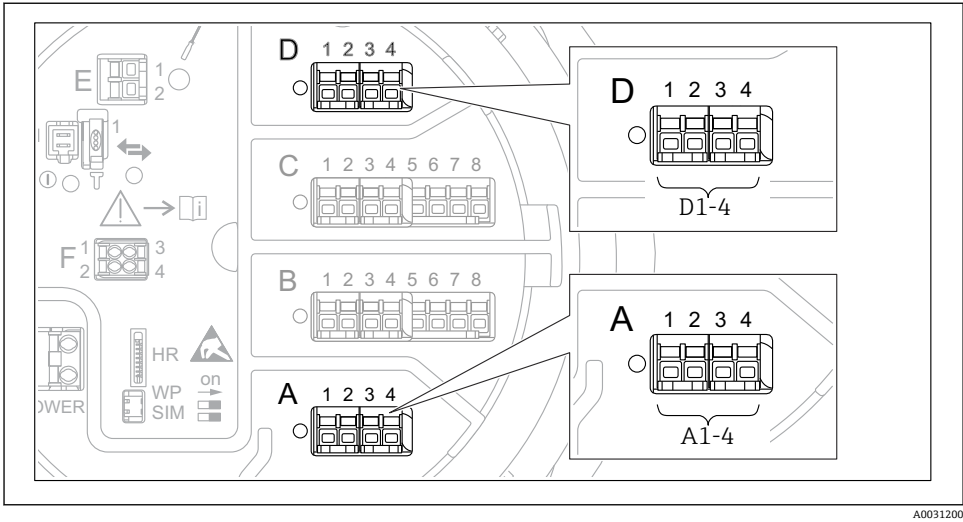 D 1 2 3 4
E 1
2
D 1 2 3 4
D1-4
1
C 1 2 3 4 5 6 7 8
i
F 1 3
2 4
B 1 2 3 4 5 6 7 8
A 1 2 3 4
A1-4
HR
WP on
SIM
OWER
A 1 2 3 4
A0031200